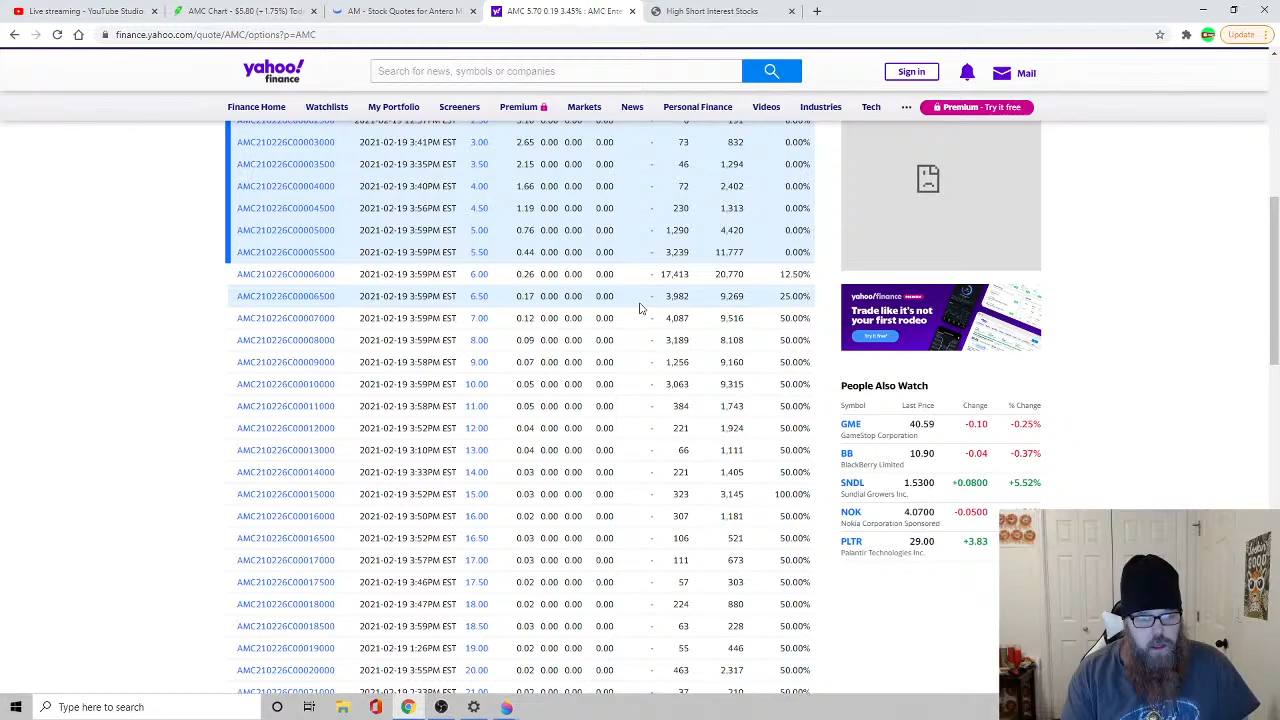 Live streaming - YouTube Studio
AMC Chart - $5.80 (+1.75%) Toda
AM - Stock Quotes for Antero M
AMC 5.70 0.19 3.45% : AMC Ente
High Short Interest Stocks
finance.yahoo.com/quote/AMC/options?p=AMC
Update
yahoo!
finance
Search for news, symbols or companies
Sign in
Mail
Finance Home Watchlists My Portfolio Screeners Premium Markets News Personal Finance Videos Industries Tech ... Premium - Try it free
AMC210226C00003000 2021-02-19 3:41PM EST 3.00 2.65 0.00 0.00 0.00 - 73 832 0.00%
AMC210226C00003500 2021-02-19 3:35PM EST 3.50 2.15 0.00 0.00 0.00 - 46 1,294 0.00%
AMC210226C00004000 2021-02-19 3:40PM EST 4.00 1.66 0.00 0.00 0.00 - 72 2,402 0.00%
AMC210226C00004500 2021-02-19 3:56PM EST 4.50 1.19 0.00 0.00 0.00 - 230 1,313 0.00%
AMC210226C00005000 2021-02-19 3:59PM EST 5.00 0.76 0.00 0.00 0.00 - 1,290 4,420 0.00%
AMC210226C00005500 2021-02-19 3:59PM EST 5.50 0.44 0.00 0.00 0.00 - 3,239 11,777 0.00%
AMC210226C00006000 2021-02-19 3:59PM EST 6.00 0.26 0.00 0.00 0.00 - 17,413 20,770 12.50%
AMC210226C00006500 2021-02-19 3:59PM EST 6.50 0.17 0.00 0.00 0.00 - 3,982 9,269 25.00%
AMC210226C00007000 2021-02-19 3:59PM EST 7.00 0.12 0.00 0.00 0.00 - 4,087 9,516 50.00%
AMC210226C00008000 2021-02-19 3:59PM EST 8.00 0.09 0.00 0.00 0.00 - 3,189 8,108 50.00%
AMC210226C00009000 2021-02-19 3:58PM EST 9.00 0.07 0.00 0.00 0.00 - 1,256 9,160 50.00%
AMC210226C00010000 2021-02-19 3:59PM EST 10.00 0.05 0.00 0.00 0.00 - 3,063 9,315 50.00%
AMC210226C00011000 2021-02-19 3:58PM EST 11.00 0.05 0.00 0.00 0.00 - 384 1,743 50.00%
AMC210226C00012000 2021-02-19 3:59PM EST 12.00 0.04 0.00 0.00 0.00 - 221 1,924 50.00%
AMC210226C00013000 2021-02-19 3:10PM EST 13.00 0.04 0.00 0.00 0.00 - 66 1,111 50.00%
AMC210226C00014000 2021-02-19 3:33PM EST 14.00 0.03 0.00 0.00 0.00 - 221 1,405 50.00%
AMC210226C00015000 2021-02-19 3:52PM EST 15.00 0.03 0.00 0.00 0.00 - 323 3,145 100.00%
AMC210226C00016000 2021-02-19 3:50PM EST 16.00 0.02 0.00 0.00 0.00 - 307 1,181 50.00%
AMC210226C00016500 2021-02-19 3:52PM EST 16.50 0.03 0.00 0.00 0.00 - 106 521 50.00%
AMC210226C00017000 2021-02-19 3:57PM EST 17.00 0.03 0.00 0.00 0.00 - 111 673 50.00%
AMC210226C00017500 2021-02-19 3:46PM EST 17.50 0.03 0.00 0.00 0.00 - 57 303 50.00%
AMC210226C00018000 2021-02-19 3:47PM EST 18.00 0.02 0.00 0.00 0.00 - 224 880 50.00%
AMC210226C00018500 2021-02-19 3:59PM EST 18.50 0.03 0.00 0.00 0.00 - 63 228 50.00%
AMC210226C00019000 2021-02-19 1:26PM EST 19.00 0.02 0.00 0.00 0.00 - 55 446 50.00%
AMC210226C00020000 2021-02-19 3:55PM EST 20.00 0.02 0.00 0.00 0.00 - 463 2,317 50.00%
yahoo!finance PREMIUM
Trade like it's not
your first rodeo
Try it free*
People Also Watch
Symbol Last Price Change % Change
GME 40.59 -0.10 -0.25%
GameStop Corporation
BB 10.90 -0.04 -0.37%
BlackBerry Limited
SNDL 1.5300 +0.0800 +5.52%
Sundial Growers Inc.
NOK 4.0700 -0.0500
Nokia Corporation Sponsored
PLTR 29.00 +3.83
Palantir Technologies Inc.
Type here to search